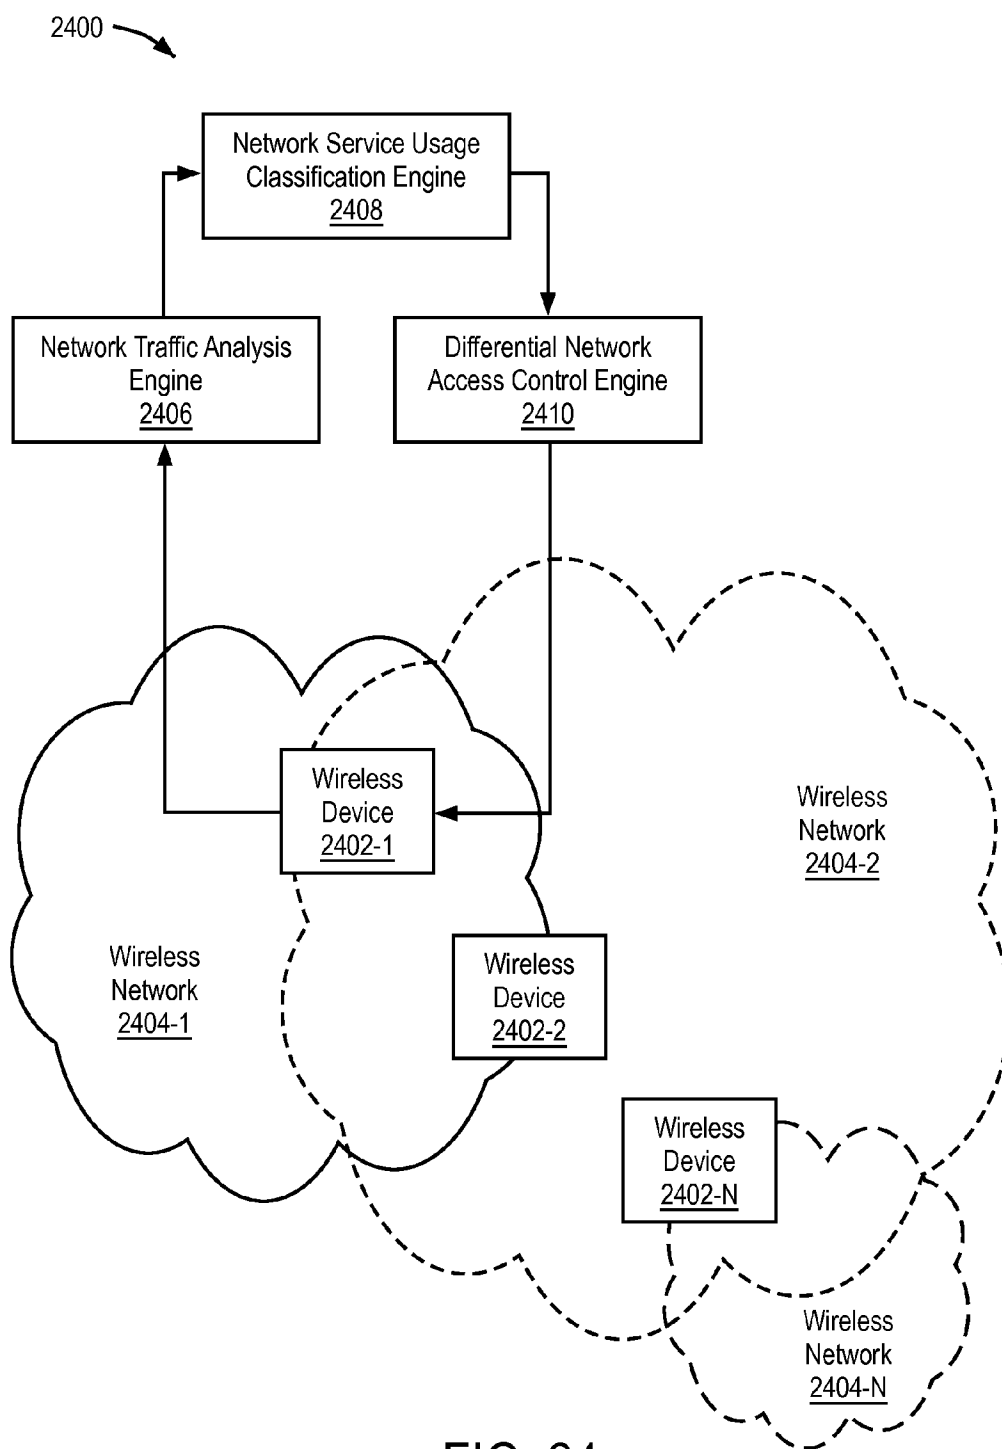 2400
Network Service Usage
Classification Engine
2408
Network Traffic Analysis
Engine
2406
Differential Network
Access Control Engine
2410
Wireless
Device
2402-1
Wireless
Network
2404-2
Wireless
Network
2404-1
Wireless
Device
2402-2
Wireless
Device
2402-N
Wireless
Network
2404-N